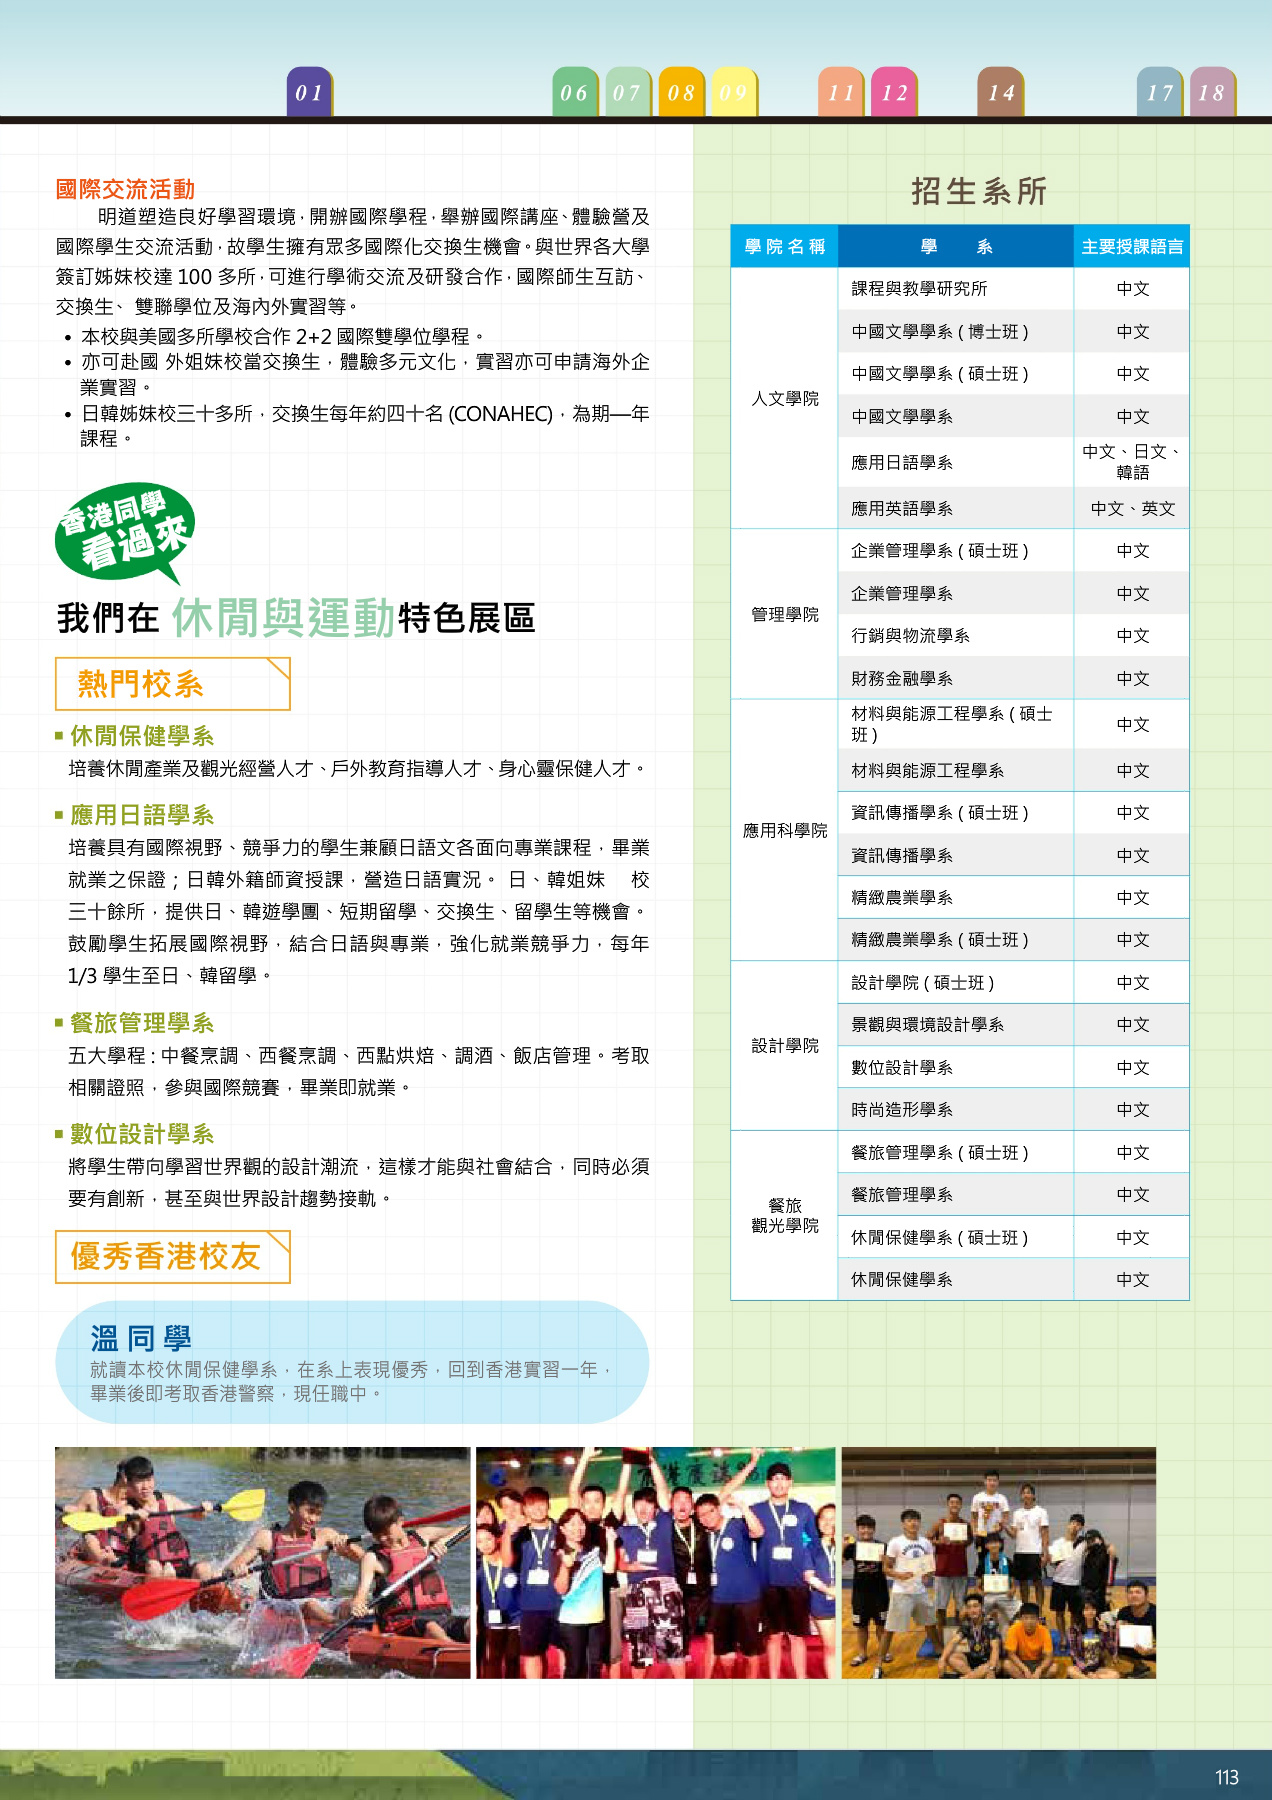 01
06
07
08
09
11
12
14
17
18
國際交流活動
明道塑造良好學習環境，開辦國際學程，舉辦國際講座、體驗營及
國際學生交流活動，故學生擁有眾多國際化交換生機會。與世界各大學
簽訂姊妹校達 100 多所，可進行學術交流及研發合作，國際師生互訪、
交換生、 雙聯學位及海內外實習等。
• 本校與美國多所學校合作 2+2 國際雙學位學程。
• 亦可赴國 外姐妹校當交換生，體驗多元文化，實習亦可申請海外企
業實習。
• 日韓姊妹校三十多所，交換生每年約四十名 (CONAHEC)，為期—年
課程。
香港同學
看過來
我們在 休閒與運動特色展區
熱門校系
休閒保健學系
培養休閒產業及觀光經營人才、戶外教育指導人才、身心靈保健人才。
應用日語學系
培養具有國際視野、競爭力的學生兼顧日語文各面向專業課程，畢業
就業之保證；日韓外籍師資授課，營造日語實況。 日、韓姐妹 校
三十餘所，提供日、韓遊學團、短期留學、交換生、留學生等機會。
鼓勵學生拓展國際視野，結合日語與專業，強化就業競爭力，每年
1/3 學生至日、韓留學。
餐旅管理學系
五大學程 : 中餐烹調、西餐烹調、西點烘焙、調酒、飯店管理。考取
相關證照，參與國際競賽，畢業即就業。
數位設計學系
將學生帶向學習世界觀的設計潮流，這樣才能與社會結合，同時必須
要有創新，甚至與世界設計趨勢接軌。
優秀香港校友
溫同學
就讀本校休閒保健學系，在系上表現優秀，回到香港實習一年，
畢業後即考取香港警察，現任職中。
招生系所
學院名稱 學 系 主要授課語言
人文學院
課程與教學研究所 中文
中國文學學系 ( 博士班 ) 中文
中國文學學系 ( 碩士班 ) 中文
中國文學學系 中文
應用日語學系 中文、日文、
韓語
應用英語學系 中文、英文
管理學院
企業管理學系 ( 碩士班 ) 中文
企業管理學系 中文
行銷與物流學系 中文
財務金融學系 中文
應用科學院
材料與能源工程學系 ( 碩士
班 ) 中文
材料與能源工程學系 中文
資訊傳播學系 ( 碩士班 ) 中文
資訊傳播學系 中文
精緻農業學系 中文
精緻農業學系 ( 碩士班 ) 中文
設計學院
設計學院 ( 碩士班 ) 中文
景觀與環境設計學系 中文
數位設計學系 中文
時尚造形學系 中文
餐旅
觀光學院
餐旅管理學系 ( 碩士班 ) 中文
餐旅管理學系 中文
休閒保健學系 ( 碩士班 ) 中文
休閒保健學系 中文
113